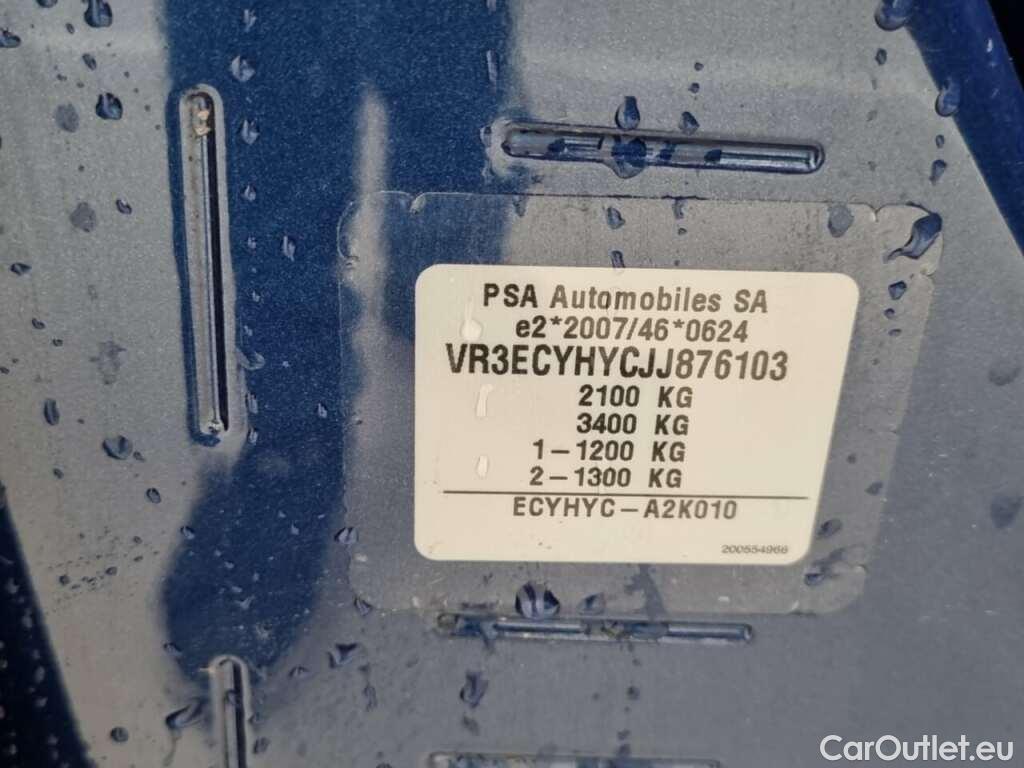 PSA Automobiles SA
e2*2007/46*0624
VR3ECYHYCJJ876103
2100 KG
3400 KG
1-1200 KG
2-1300 KG
ECYHYC-A2K010
200554966
CarOutlet.eu